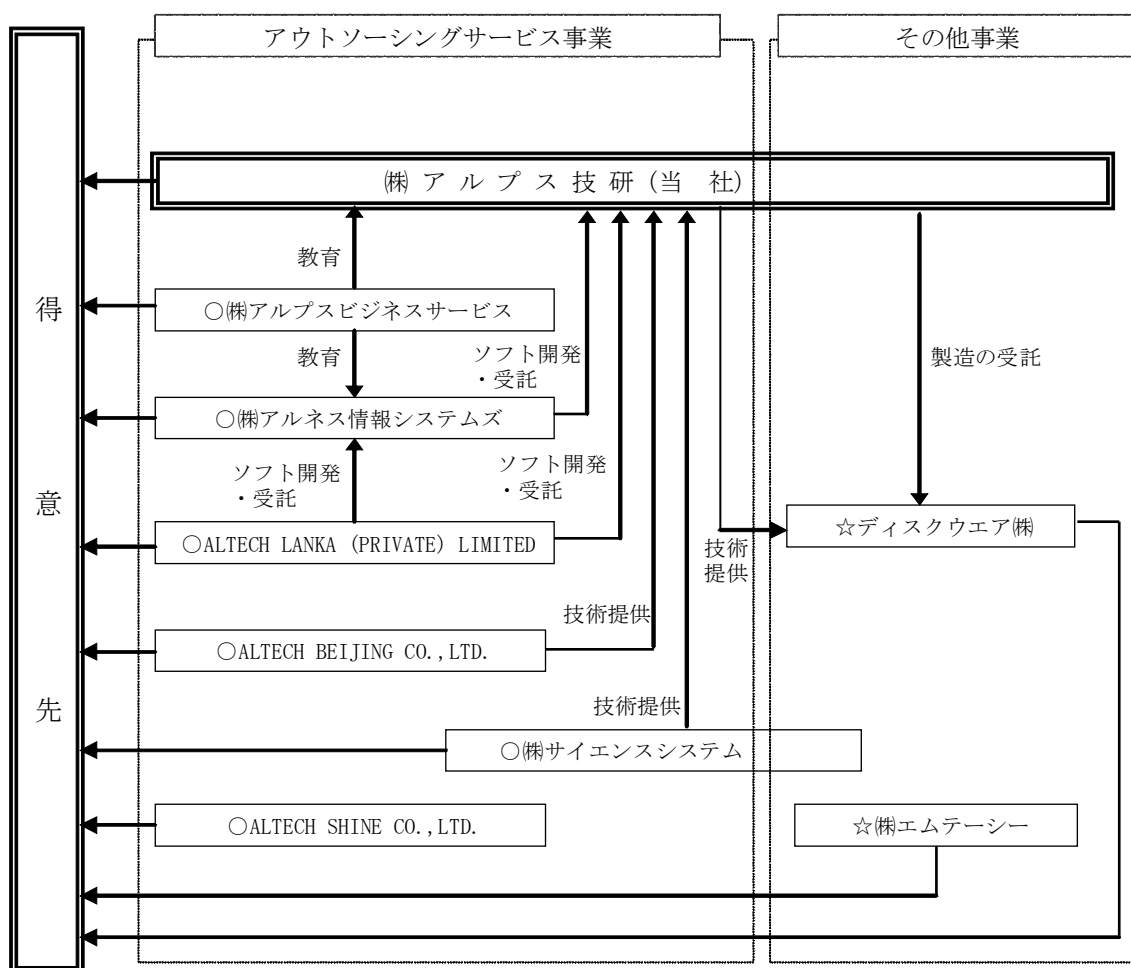 アウトソーシングサービス事業
その他事業
㈱アルプス技研(当 社)
得意先
教育
○㈱アルプスビジネスサービス
教育
ソフト開発
・受託
製造の受託
○㈱アルネス情報システムズ
ソフト開発
・受託
ソフト開発
・受託
☆ディスクウエア㈱
○ALTECH LANKA (PRIVATE) LIMITED
技術
提供
技術提供
○ALTECH BEIJING CO.,LTD.
技術提供
○㈱サイエンスシステム
○ALTECH SHINE CO.,LTD.
☆㈱エムテーシー